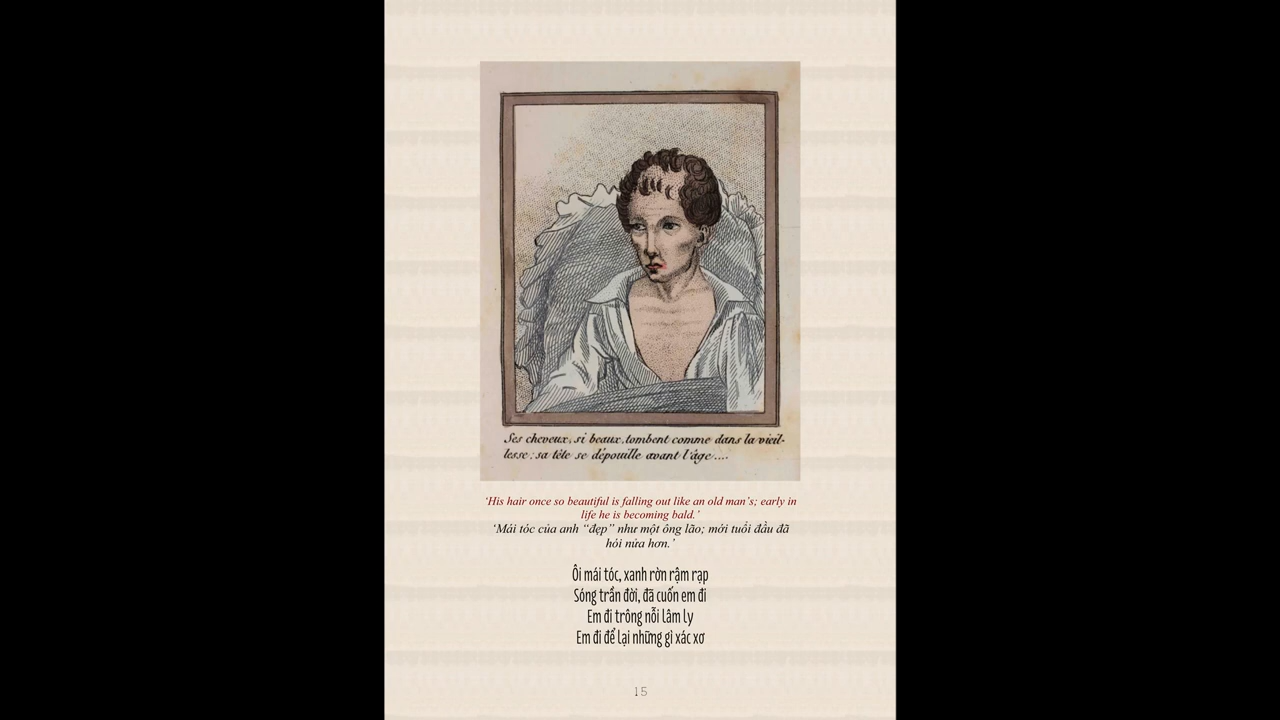 Ses cheveux, si beaux, tombent comme dans la vieil-
lesse: sa tête se dépouille avant l'âge....
‘His hair once so beautiful is falling out like an old man’s; early in
life he is becoming bald.’
‘Mái tóc của anh “đẹp” như một ông lão; mới tuổi đầu đã
hói nửa hơn.’
Ôi mái tóc, xanh rờn rậm rạp
Sóng trần đời, đã cuốn em đi
Em đi trông nỗi lâm ly
Em đi để lại những gì xác xơ
15